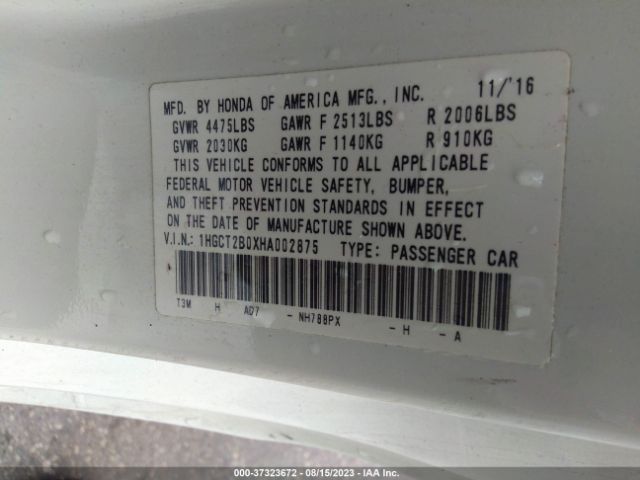 MFD. BY HONDA OF AMERICA MFG., INC. 11/'16
GVWR 4475LBS GAWR F 2513LBS R 2006LBS
GVWR 2030KG GAWR F 1140KG R 910KG
THIS VEHICLE CONFORMS TO ALL APPLICABLE
FEDERAL MOTOR VEHICLE SAFETY, BUMPER,
AND THEFT PREVENTION STANDARDS IN EFFECT
ON THE DATE OF MANUFACTURE SHOWN ABOVE.
V.I.N.: 1HGCT2B0XHA002875 TYPE: PASSENGER CAR
T3M H AD7 - NH788PX - H - A
000-37323672 - 08/15/2023 - IAA Inc.